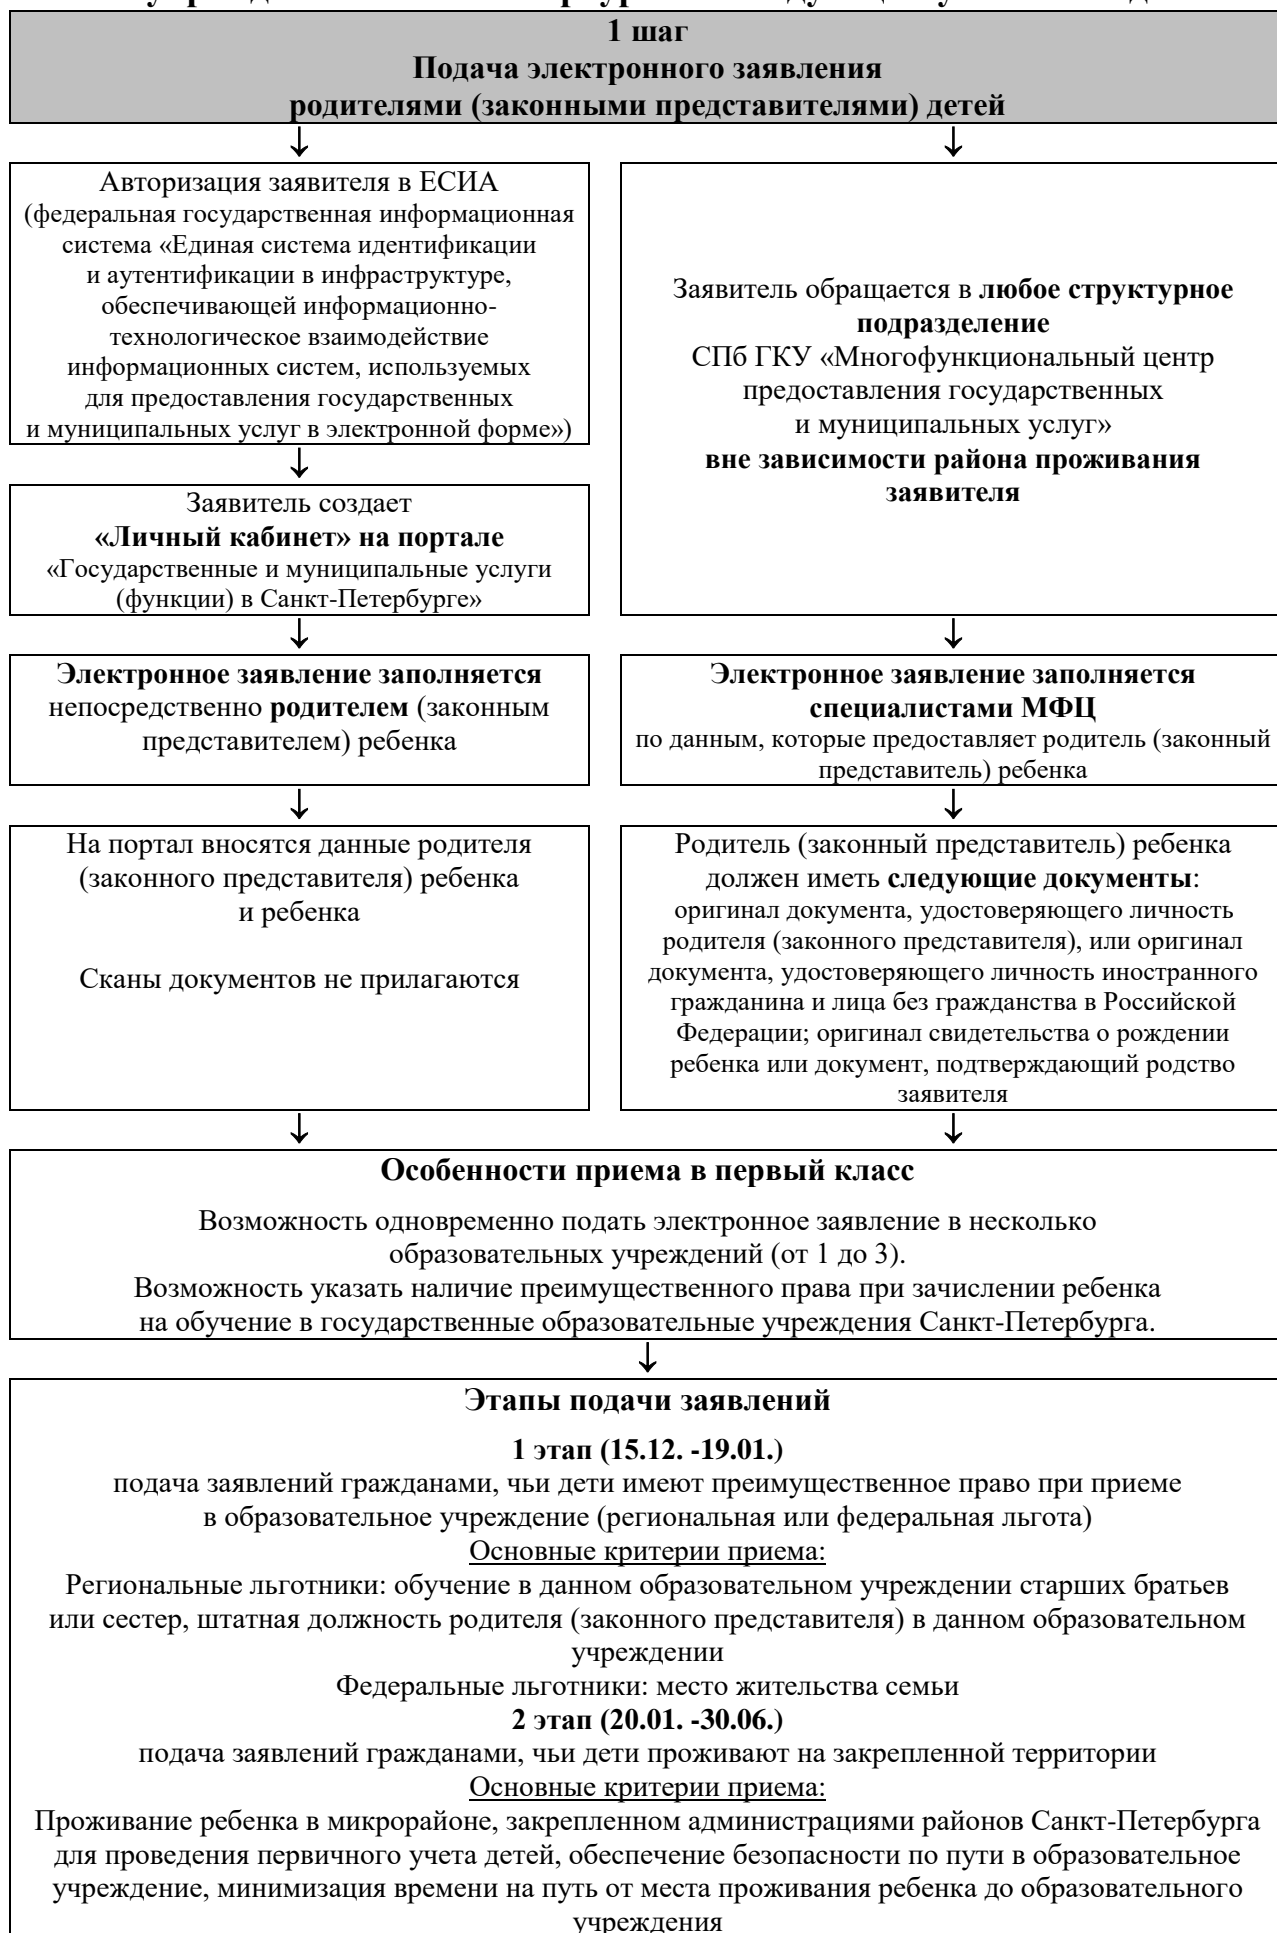 1 шаг
Подача электронного заявления
родителями (законными представителями) детей
↓
↓
Авторизация заявителя в ЕСИА
(федеральная государственная информационная
система «Единая система идентификации
и аутентификации в инфраструктуре,
обеспечивающей информационно-
технологическое взаимодействие
информационных систем, используемых
для предоставления государственных
и муниципальных услуг в электронной форме»)
↓
Заявитель создает
«Личный кабинет» на портале
«Государственные и муниципальные услуги
(функции) в Санкт-Петербурге»
↓
Электронное заявление заполняется
непосредственно родителем (законным
представителем) ребенка
↓
На портал вносятся данные родителя
(законного представителя) ребенка
и ребенка
Сканы документов не прилагаются
↓
Заявитель обращается в любое структурное
подразделение
СПб ГКУ «Многофункциональный центр
предоставления государственных
и муниципальных услуг»
вне зависимости района проживания
заявителя
↓
Электронное заявление заполняется
специалистами МФЦ
по данным, которые предоставляет родитель (законный
представитель) ребенка
↓
Родитель (законный представитель) ребенка
должен иметь следующие документы:
оригинал документа, удостоверяющего личность
родителя (законного представителя), или оригинал
документа, удостоверяющего личность иностранного
гражданина и лица без гражданства в Российской
Федерации; оригинал свидетельства о рождении
ребенка или документ, подтверждающий родство
заявителя
↓
Особенности приема в первый класс
Возможность одновременно подать электронное заявление в несколько
образовательных учреждений (от 1 до 3).
Возможность указать наличие преимущественного права при зачислении ребенка
на обучение в государственные образовательные учреждения Санкт-Петербурга.
↓
Этапы подачи заявлений
1 этап (15.12. -19.01.)
подача заявлений гражданами, чьи дети имеют преимущественное право при приеме
в образовательное учреждение (региональная или федеральная льгота)
Основные критерии приема:
Региональные льготники: обучение в данном образовательном учреждении старших братьев
или сестер, штатная должность родителя (законного представителя) в данном образовательном
учреждении
Федеральные льготники: место жительства семьи
2 этап (20.01. -30.06.)
подача заявлений гражданами, чьи дети проживают на закрепленной территории
Основные критерии приема:
Проживание ребенка в микрорайоне, закрепленном администрациями районов Санкт-Петербурга
для проведения первичного учета детей, обеспечение безопасности по пути в образовательное
учреждение, минимизация времени на путь от места проживания ребенка до образовательного
учреждения